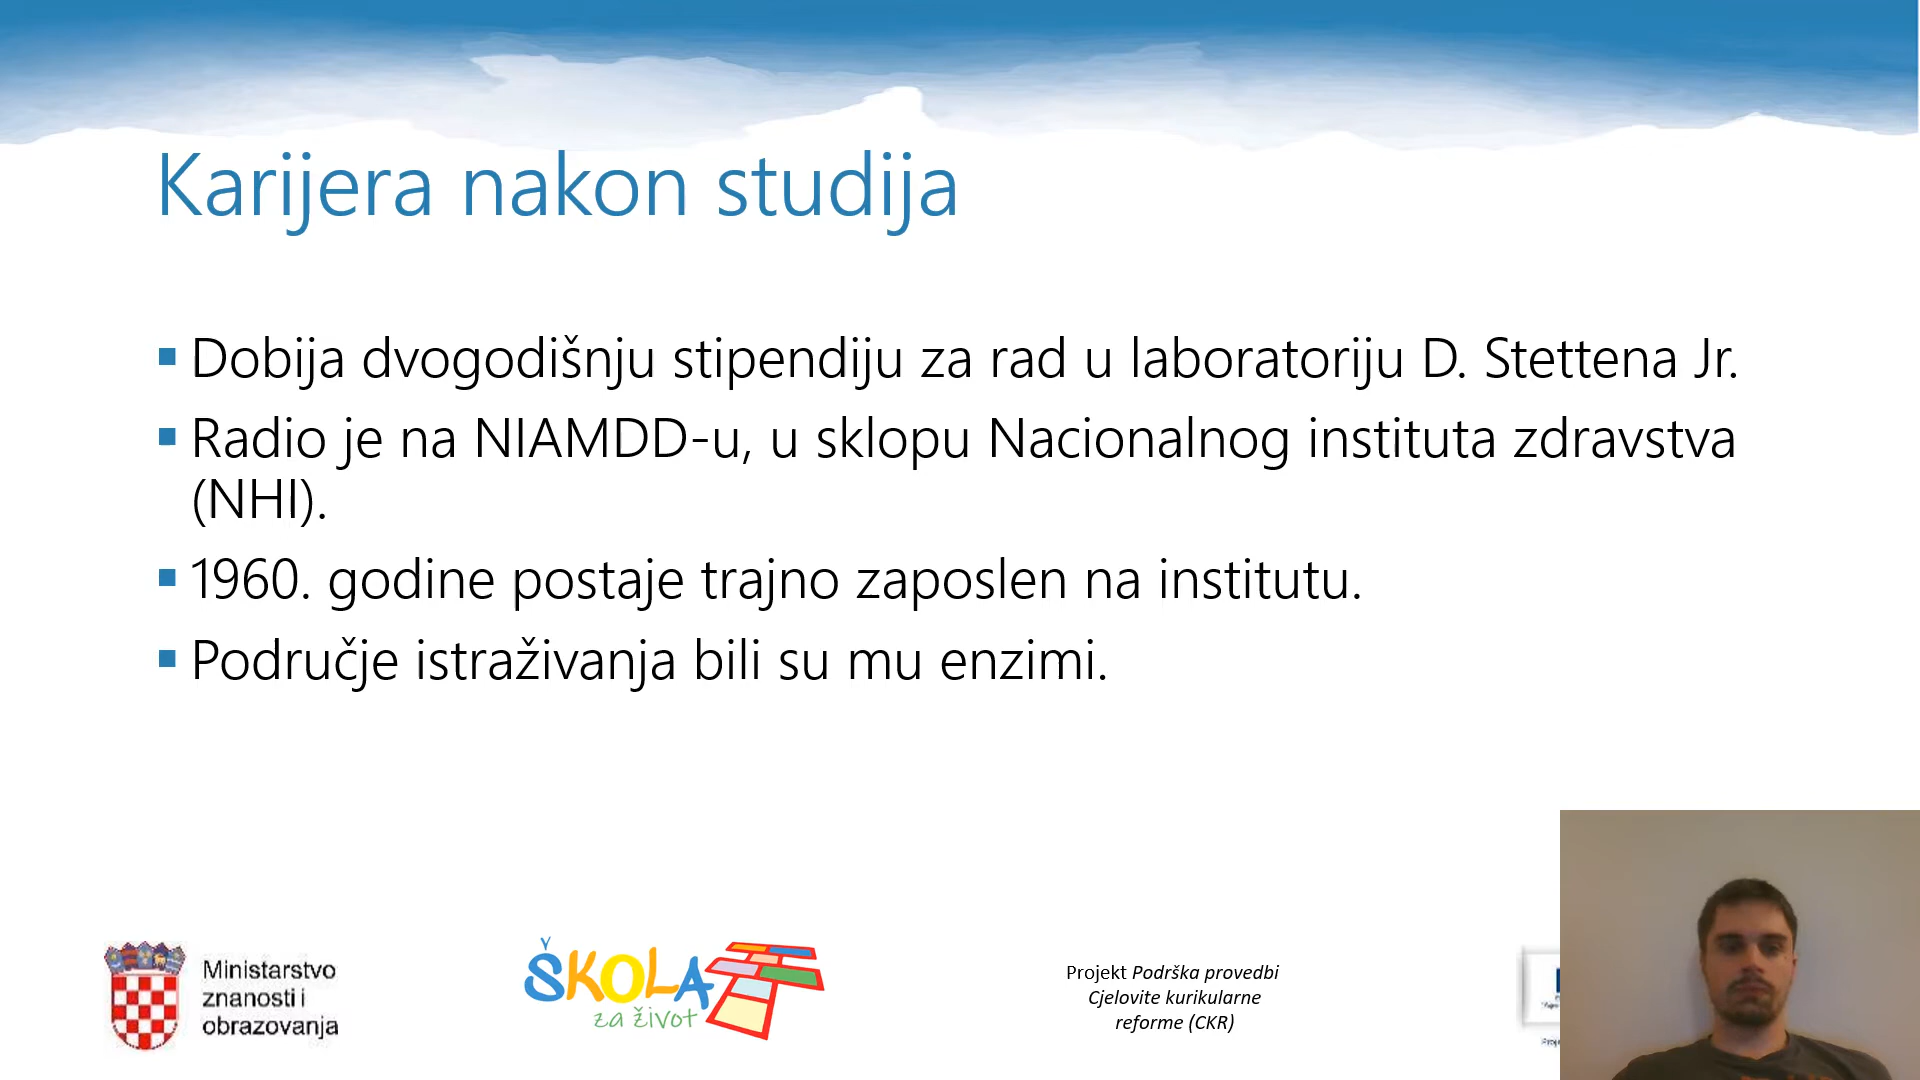 Karijera nakon studija
Dobija dvogodišnju stipendiju za rad u laboratoriju D. Stettena Jr.
Radio je na NIAMDD-u, u sklopu Nacionalnog instituta zdravstva
(NHI).
1960. godine postaje trajno zaposlen na institutu.
Područje istraživanja bili su mu enzimi.
Ministarstvo
znanosti i
obrazovanja
ŠKOLA
za život
Projekt Podrška provedbi
Cjelovite kurikularne
reforme (CKR)